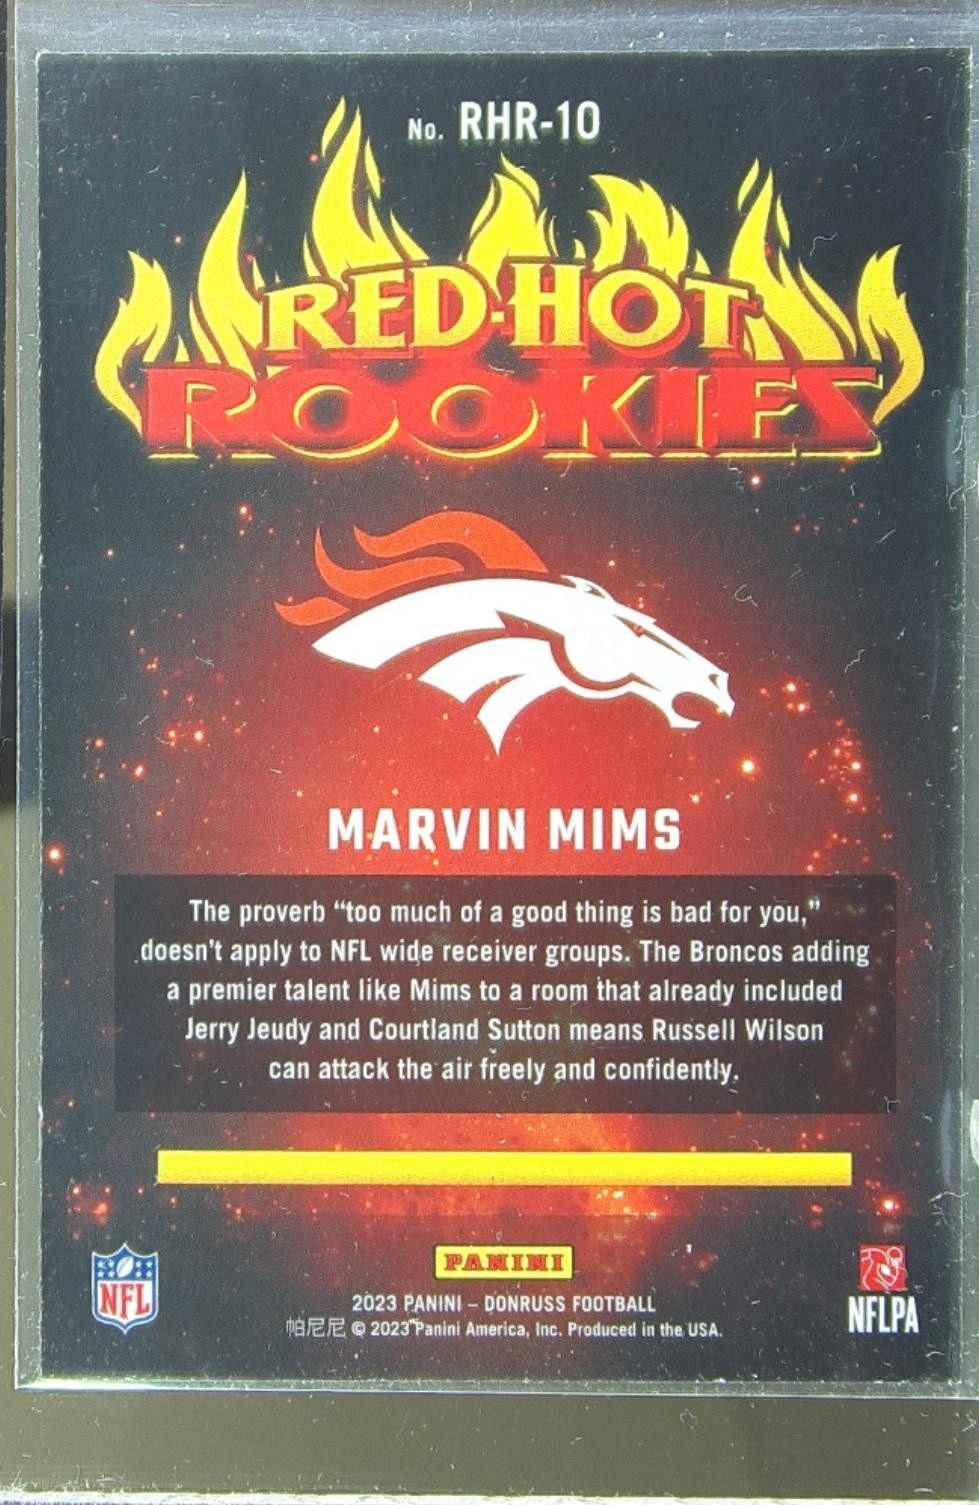 No. RHR-10
RED-HOT
ROOKIES
MARVIN MIMS
The proverb “too much of a good thing is bad for you,”
doesn’t apply to NFL wide receiver groups. The Broncos adding
a premier talent like Mims to a room that already included
Jerry Jeudy and Courtland Sutton means Russell Wilson
can attack the air freely and confidently.
PANINI
NFL
2023 PANINI – DONRUSS FOOTBALL
帕尼尼 © 2023 Panini America, Inc. Produced in the USA.
NFLPA